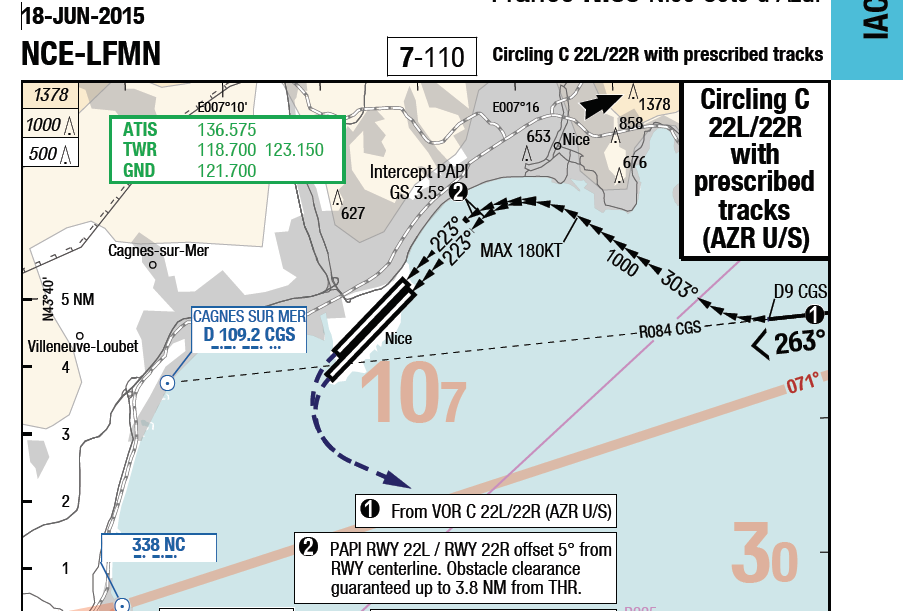 18-JUN-2015
IAC
NCE-LFMN
7-110
Circling C 22L/22R with prescribed tracks
1378
1000
500
E007°10'
E007°16
1378
858
653
Nice
676
ATIS 136.575
TWR 118.700 123.150
GND 121.700
Circling C
22L/22R
with
prescribed
tracks
(AZR U/S)
Intercept PAPI
GS 3.5° 2
627
223°
223°
MAX 180KT
1000
303°
Cagnes-sur-Mer
N43°40'
5 NM
D9 CGS
1
CAGNES SUR MER
D 109.2 CGS
R084 CGS
263°
Nice
Villeneuve-Loubet
4
107
071°
3
2
1 From VOR C 22L/22R (AZR U/S)
338 NC
2 PAPI RWY 22L / RWY 22R offset 5° from
RWY centerline. Obstacle clearance
guaranteed up to 3.8 NM from THR.
30
1